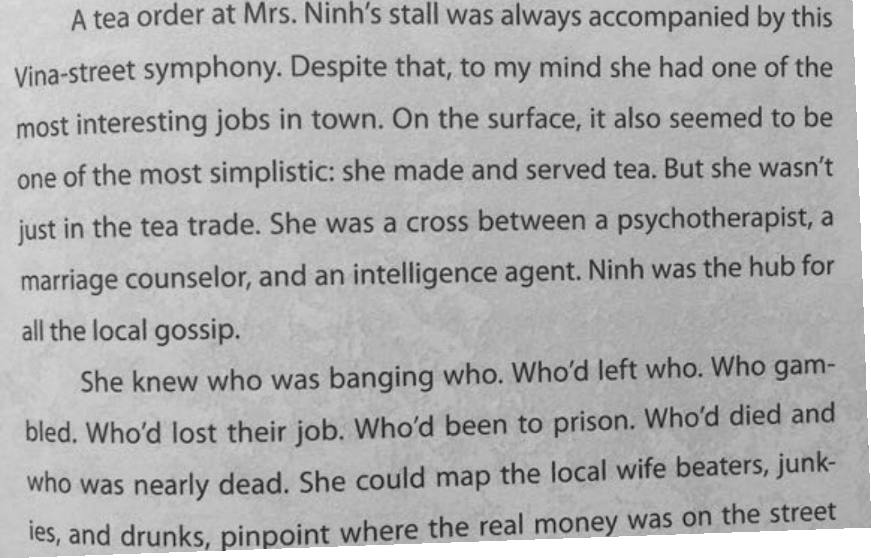 A tea order at Mrs. Ninh's stall was always accompanied by this
Vina-street symphony. Despite that, to my mind she had one of the
most interesting jobs in town. On the surface, it also seemed to be
one of the most simplistic: she made and served tea. But she wasn't
just in the tea trade. She was a cross between a psychotherapist, a
marriage counselor, and an intelligence agent. Ninh was the hub for
all the local gossip.
She knew who was banging who. Who'd left who. Who gam-
bled. Who'd lost their job. Who'd been to prison. Who'd died and
who was nearly dead. She could map the local wife beaters, junk-
ies, and drunks, pinpoint where the real money was on the street